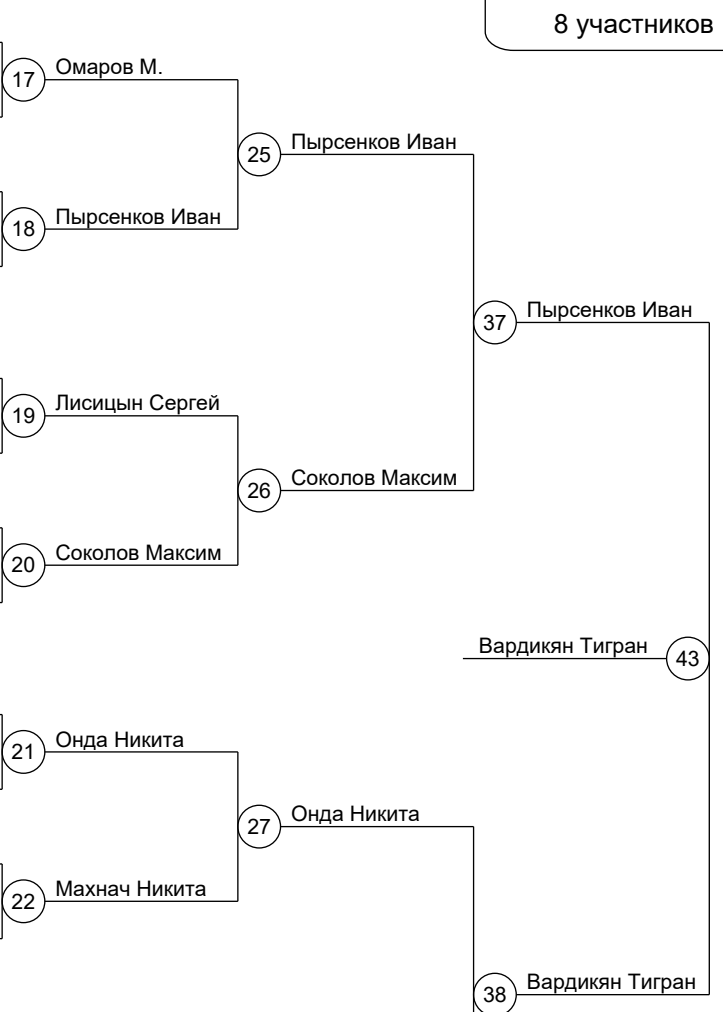 8 участников
17 Омаров М.
25 Пырсенков Иван
18 Пырсенков Иван
37 Пырсенков Иван
19 Лисицын Сергей
26 Соколов Максим
20 Соколов Максим
Вардикян Тигран 43
21 Онда Никита
27 Онда Никита
22 Махнач Никита
38 Вардикян Тигран